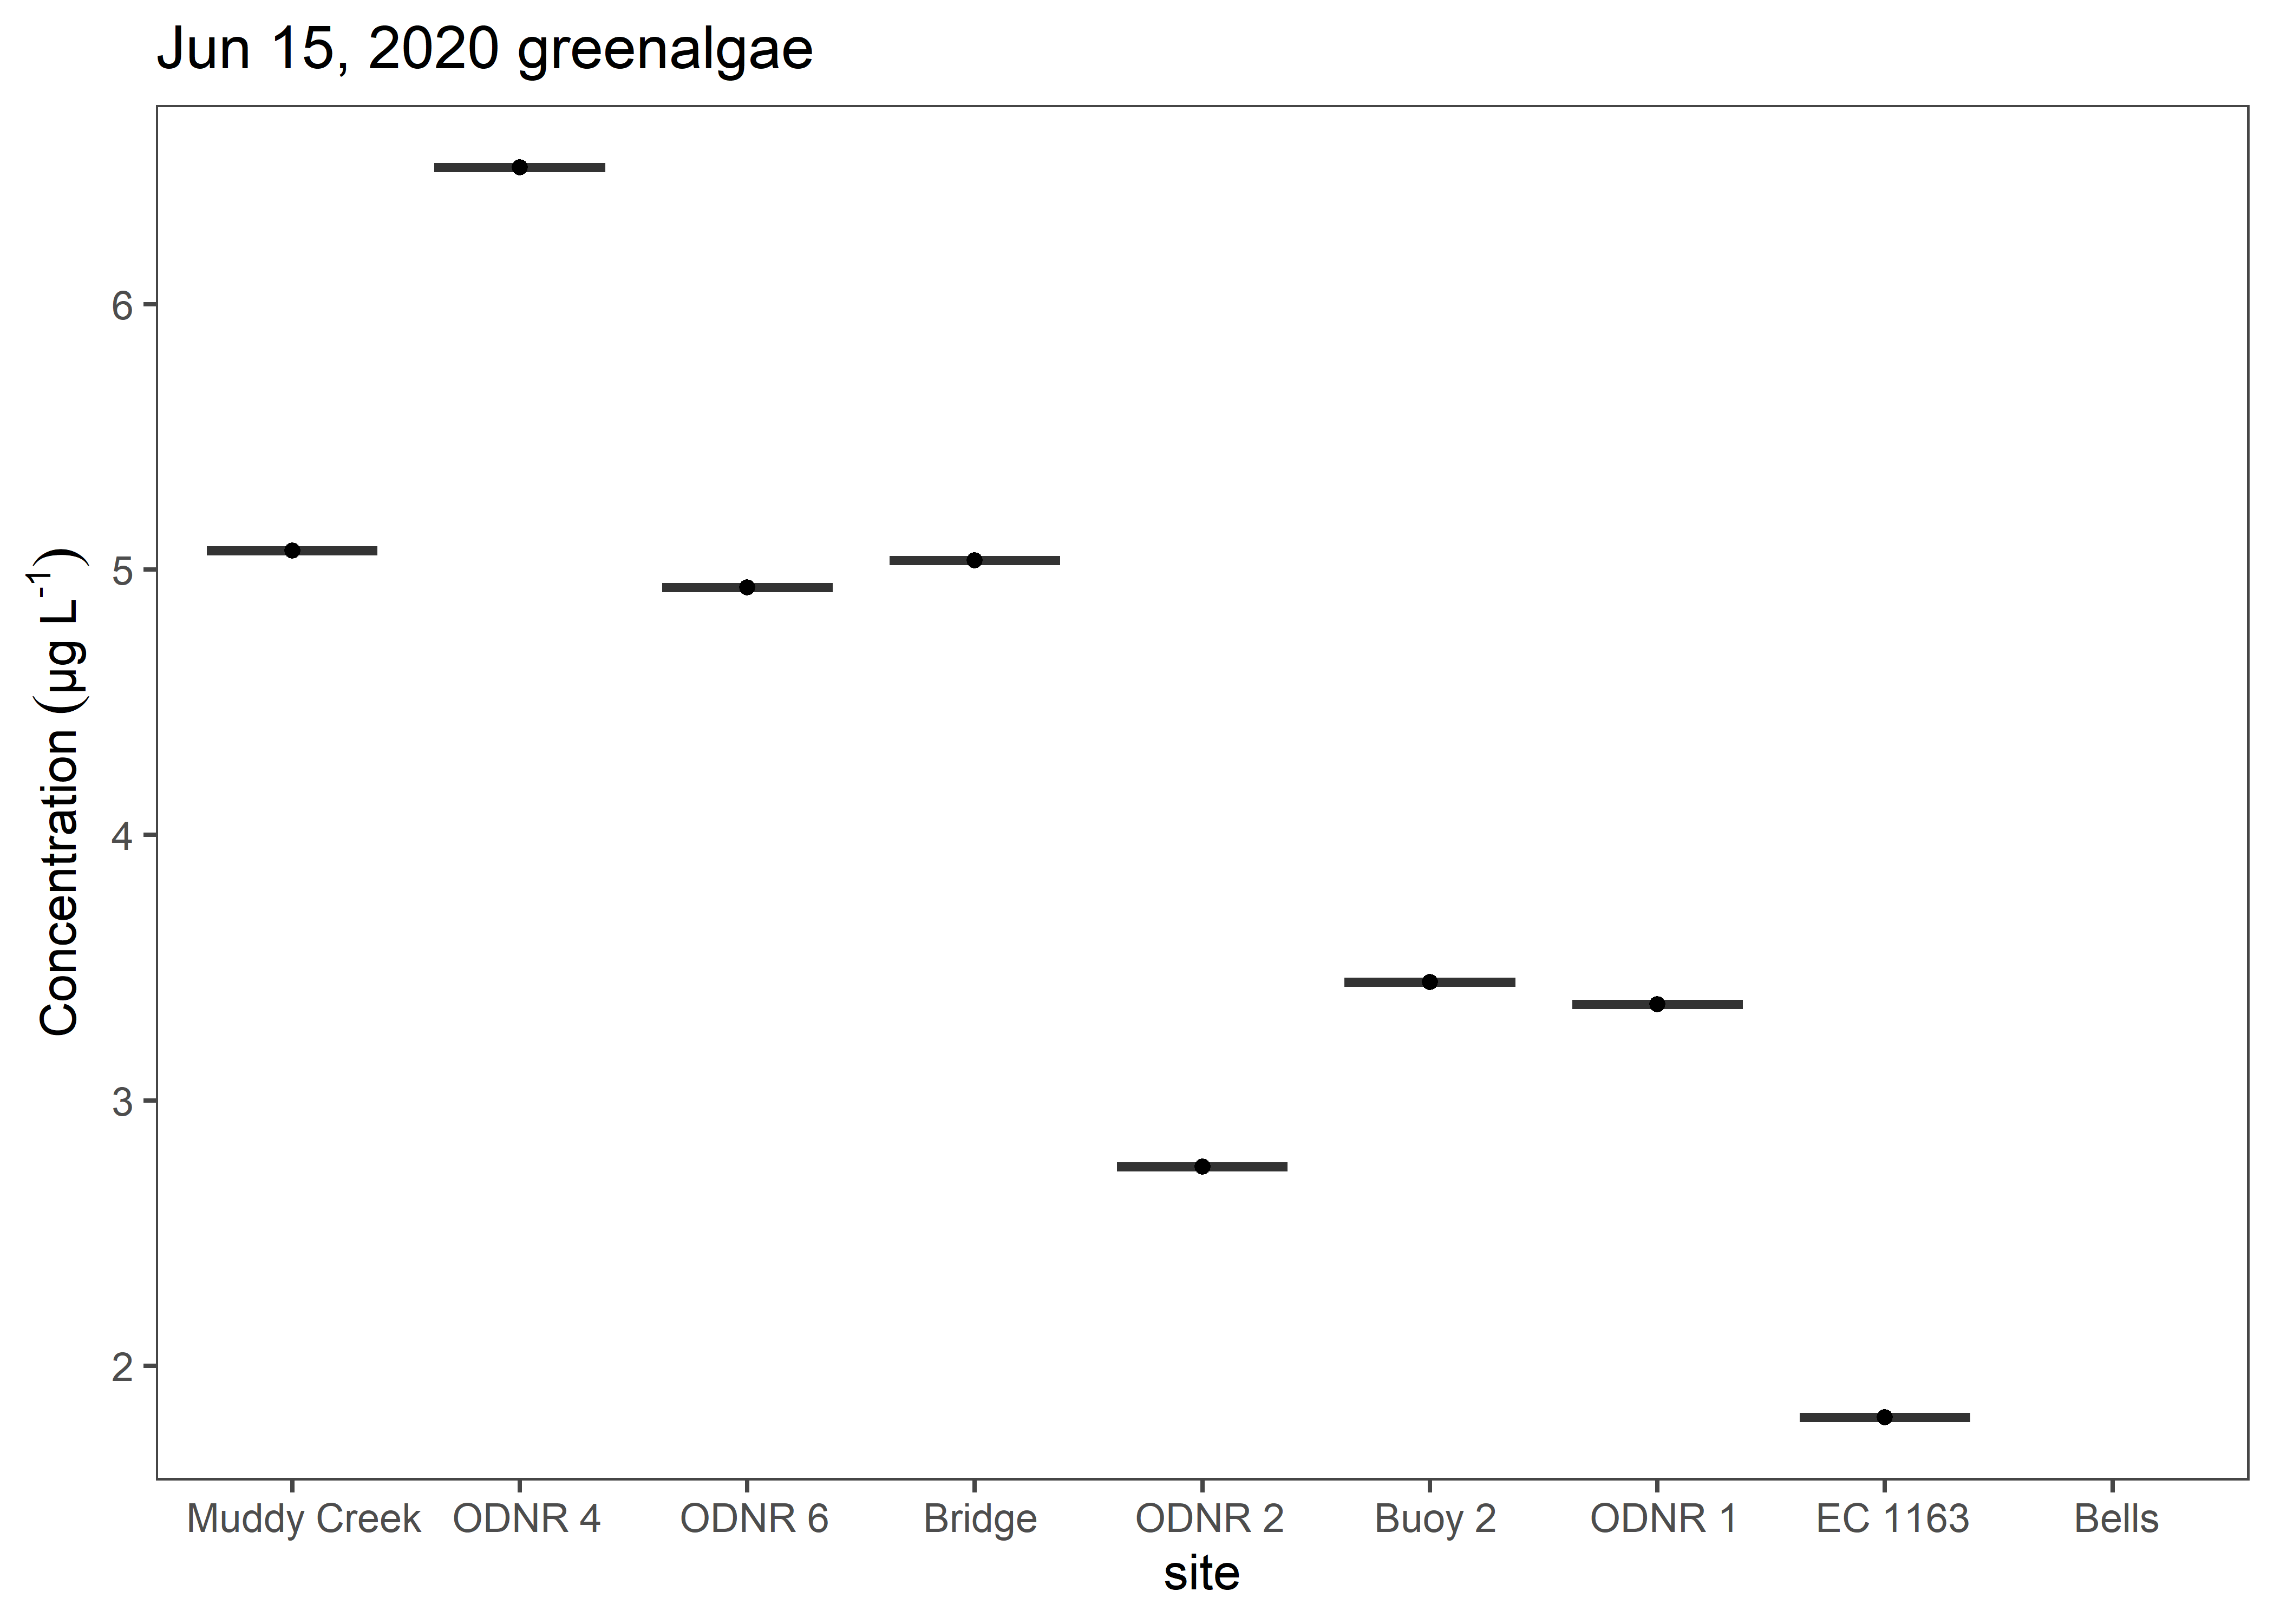 Jun 15, 2020 greenalgae
Concentration (µg L⁻¹)
6
5
4
3
2
Muddy Creek ODNR 4 ODNR 6 Bridge ODNR 2 Buoy 2 ODNR 1 EC 1163 Bells
site